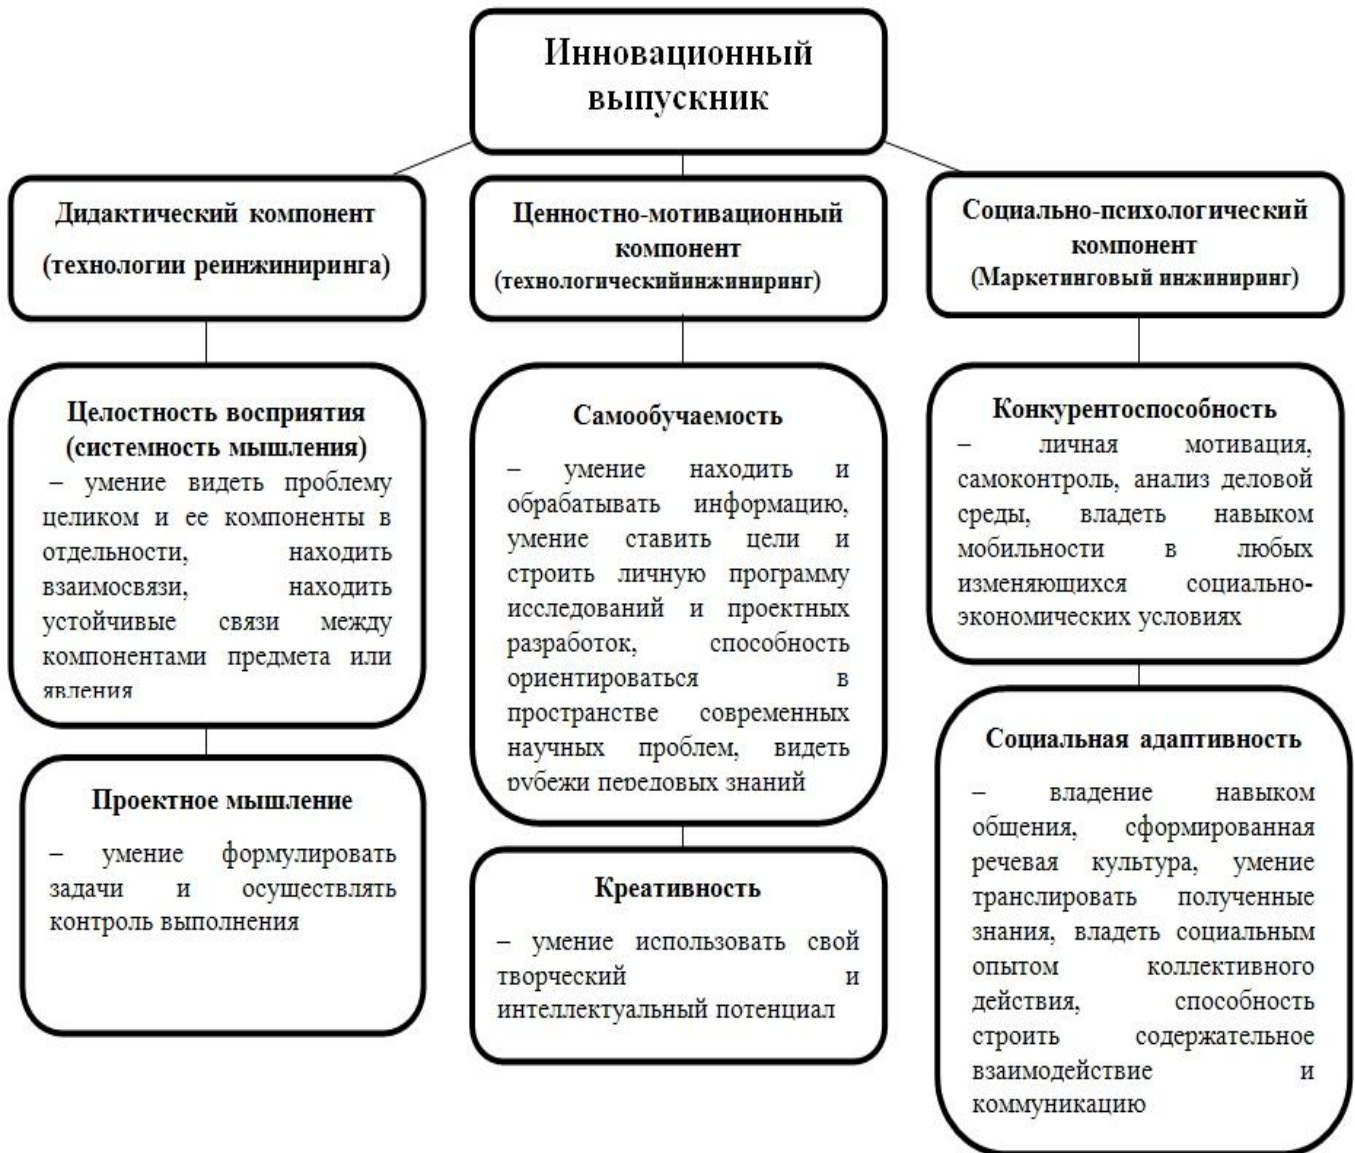 Инновационный
выпускник
Дидактический компонент
(технологии реинжиниринга)
Ценностно-мотивационный
компонент
(технологическийинжиниринг)
Социально-психологический
компонент
(Маркетинговый инжиниринг)
Целостность восприятия
(системность мышления)
– умение видеть проблему
целиком и ее компоненты в
отдельности, находить
взаимосвязи, находить
устойчивые связи между
компонентами предмета или
явления
Проектное мышление
– умение формулировать
задачи и осуществлять
контроль выполнения
Самообучаемость
– умение находить и
обрабатывать информацию,
умение ставить цели и
строить личную программу
исследований и проектных
разработок, способность
ориентироваться в
пространстве современных
научных проблем, видеть
рубежи передовых знаний
Креативность
– умение использовать свой
творческий и
интеллектуальный потенциал
Конкурентоспособность
– личная мотивация,
самоконтроль, анализ деловой
среды, владеть навыком
мобильности в любых
изменяющихся социально-
экономических условиях
Социальная адаптивность
– владение навыком
общения, сформированная
речевая культура, умение
транслировать полученные
знания, владеть социальным
опытом коллективного
действия, способность
строить содержательное
взаимодействие и
коммуникацию